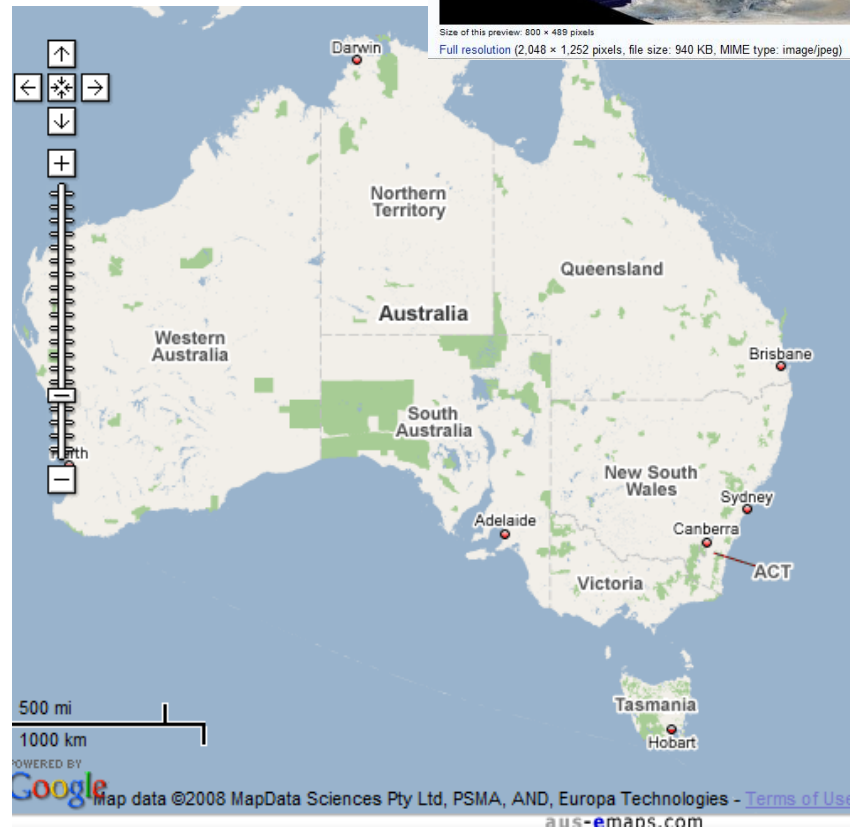 Size of this preview: 800 × 489 pixels
Full resolution (2,048 × 1,252 pixels, file size: 940 KB, MIME type: image/jpeg)
Darwin
Northern
Territory
Queensland
Australia
Western
Australia
Brisbane
South
Australia
Perth
New South
Wales
Sydney
Adelaide
Canberra
ACT
Victoria
Tasmania
Hobart
500 mi
1000 km
POWERED BY
Google
Map data ©2008 MapData Sciences Pty Ltd, PSMA, AND, Europa Technologies - Terms of Use
aus-emaps.com